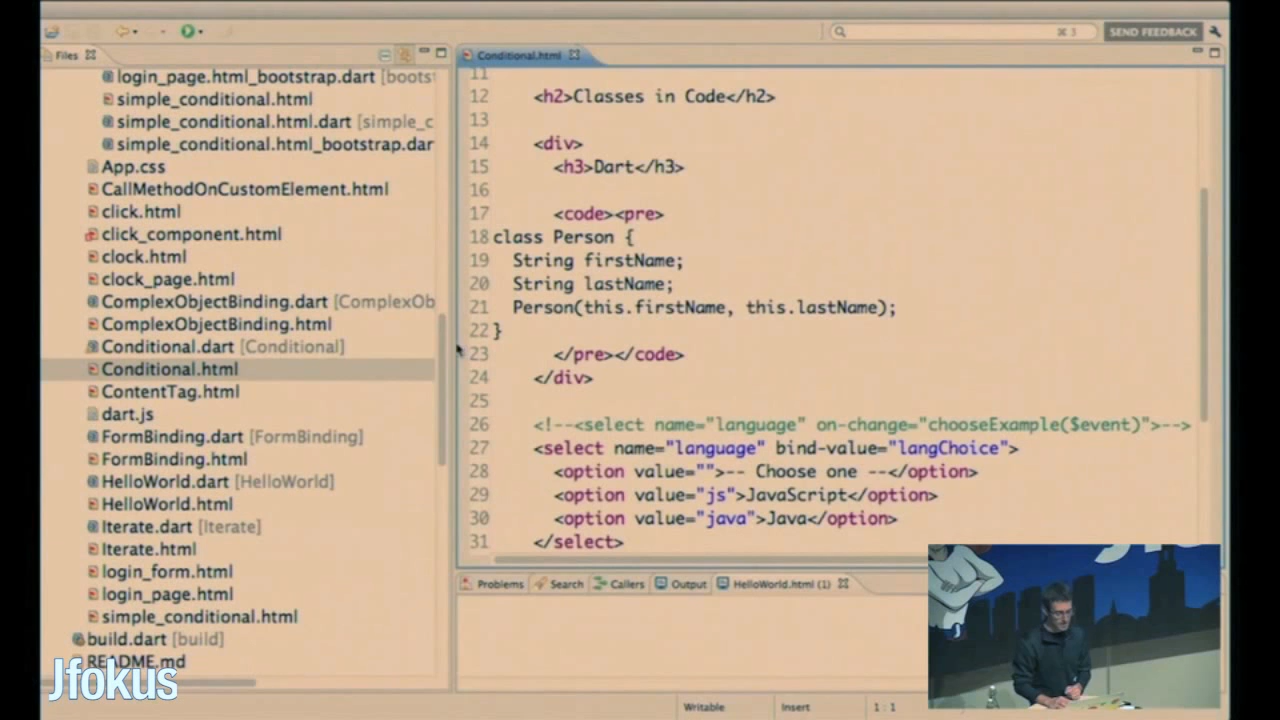 ⌘3
SEND FEEDBACK
Files
login_page.html_bootstrap.dart [boots
simple_conditional.html
simple_conditional.html.dart [simple_c
simple_conditional.html_bootstrap.dar
App.css
CallMethodOnCustomElement.html
click.html
click_component.html
clock.html
clock_page.html
ComplexObjectBinding.dart [ComplexOb
ComplexObjectBinding.html
Conditional.dart [Conditional]
Conditional.html
ContentTag.html
dart.js
FormBinding.dart [FormBinding]
FormBinding.html
HelloWorld.dart [HelloWorld]
HelloWorld.html
Iterate.dart [Iterate]
Iterate.html
login_form.html
login_page.html
simple_conditional.html
build.dart [build]
README.md
Jfokus
Conditional.html
11
12 <h2>Classes in Code</h2>
13
14 <div>
15 <h3>Dart</h3>
16
17 <code><pre>
18 class Person {
19 String firstName;
20 String lastName;
21 Person(this.firstName, this.lastName);
22 }
23 </pre></code>
24 </div>
25
26 <!--<select name="language" on-change="chooseExample($event)">-->
27 <select name="language" bind-value="langChoice">
28 <option value="">-- Choose one --</option>
29 <option value="js">JavaScript</option>
30 <option value="java">Java</option>
31 </select>
Problems Search Callers Output HelloWorld.html (1)
Writable Insert 1 : 1